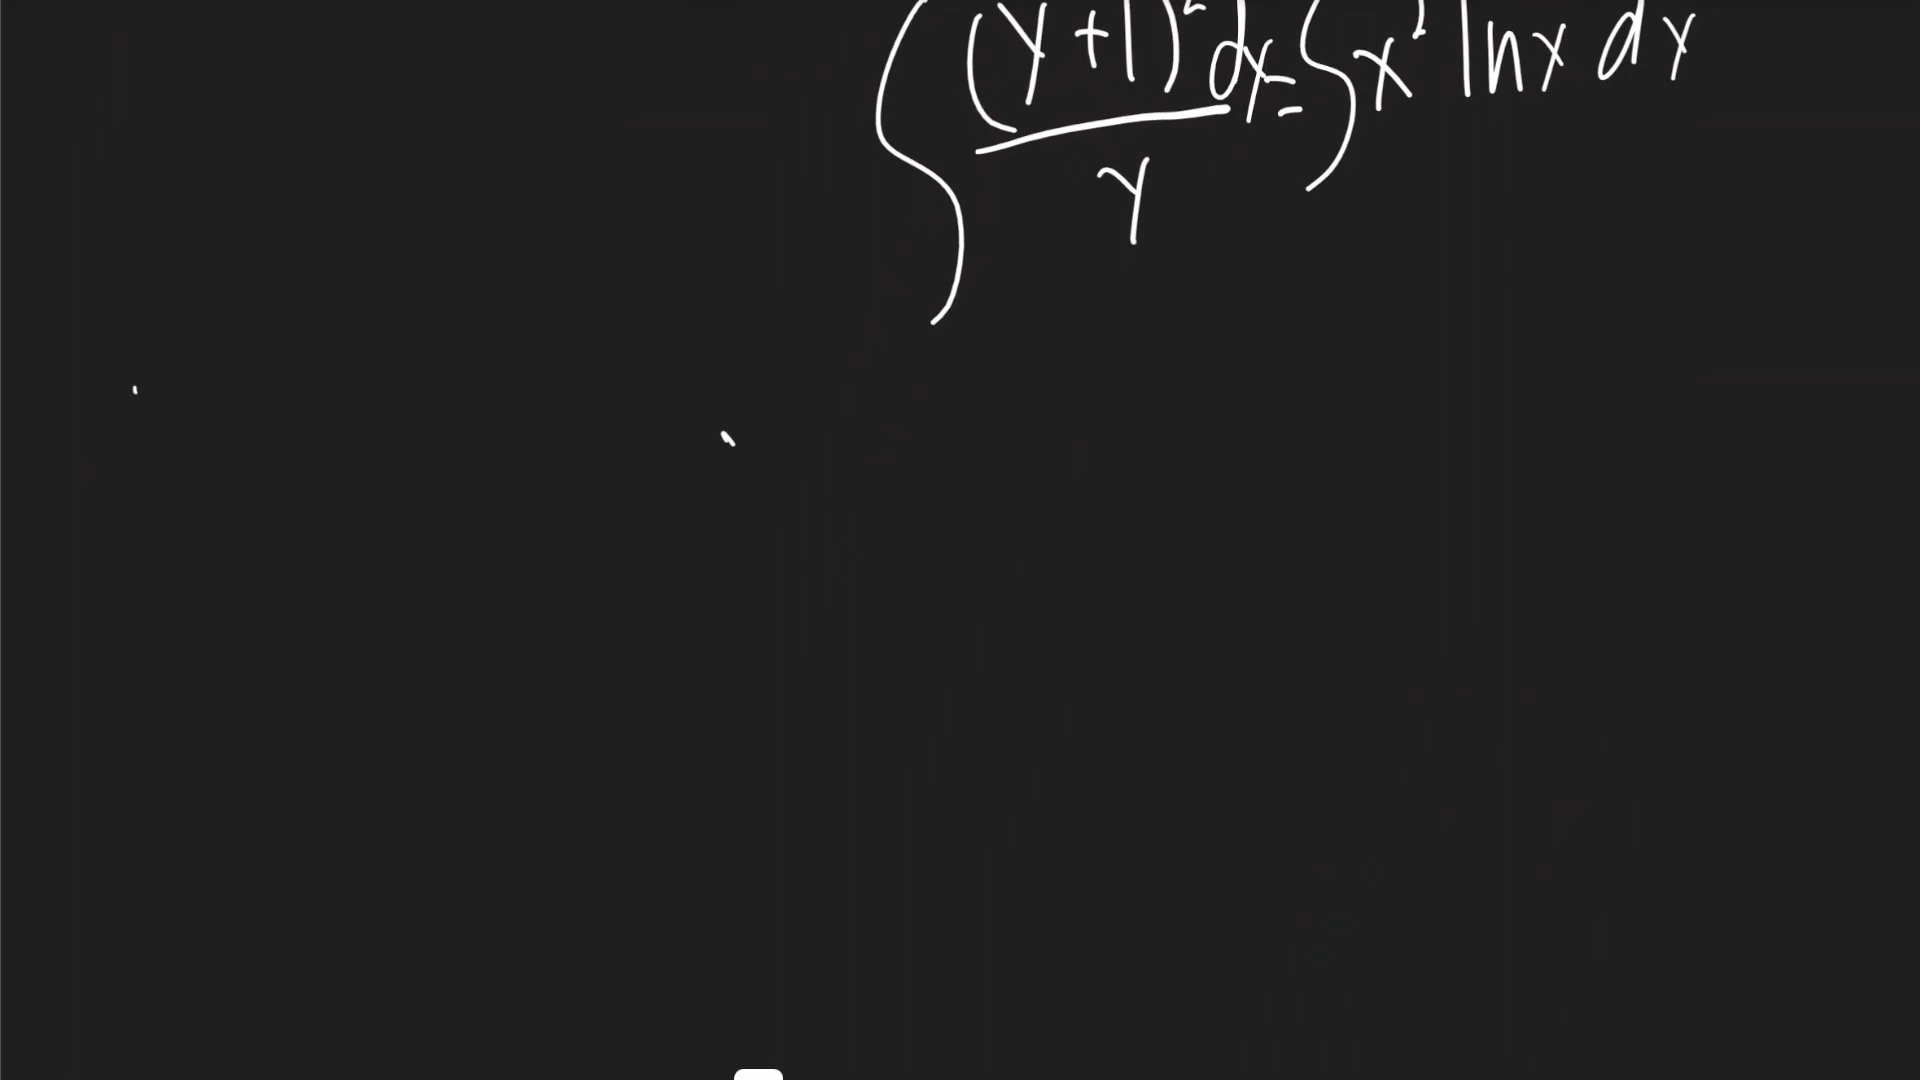 ∫ (y+1)² dy / y = ∫ x² ln x dx